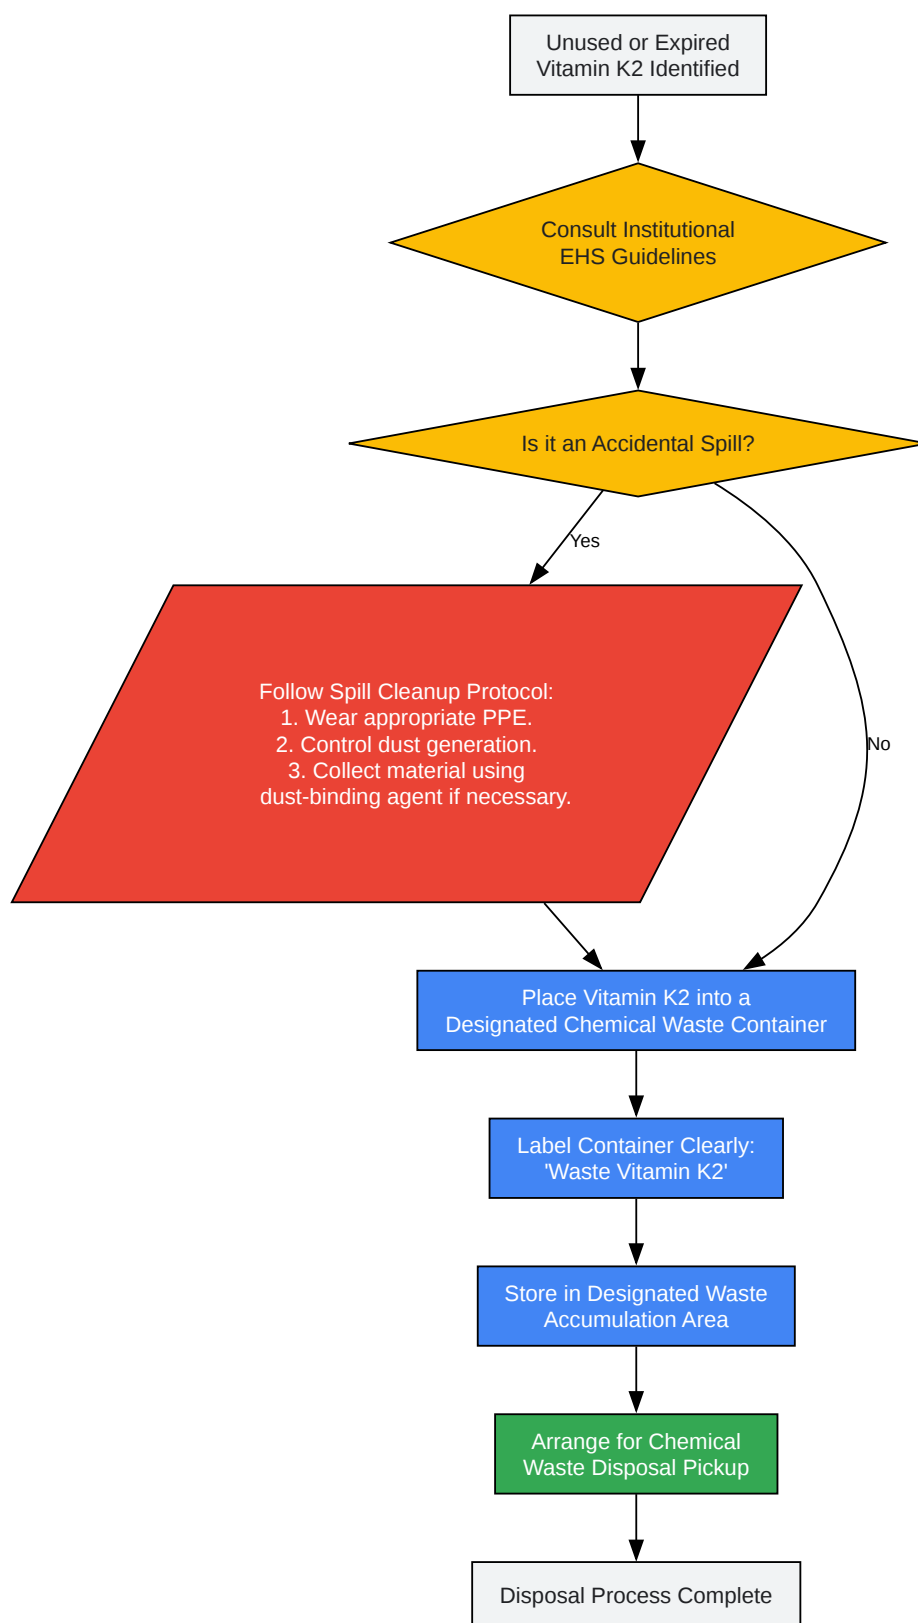 Unused or Expired
Vitamin K2 Identified
Consult Institutional
EHS Guidelines
Is it an Accidental Spill?
Yes
Follow Spill Cleanup Protocol:
1. Wear appropriate PPE.
2. Control dust generation.
3. Collect material using
dust-binding agent if necessary.
No
Place Vitamin K2 into a
Designated Chemical Waste Container
Label Container Clearly:
'Waste Vitamin K2'
Store in Designated Waste
Accumulation Area
Arrange for Chemical
Waste Disposal Pickup
Disposal Process Complete